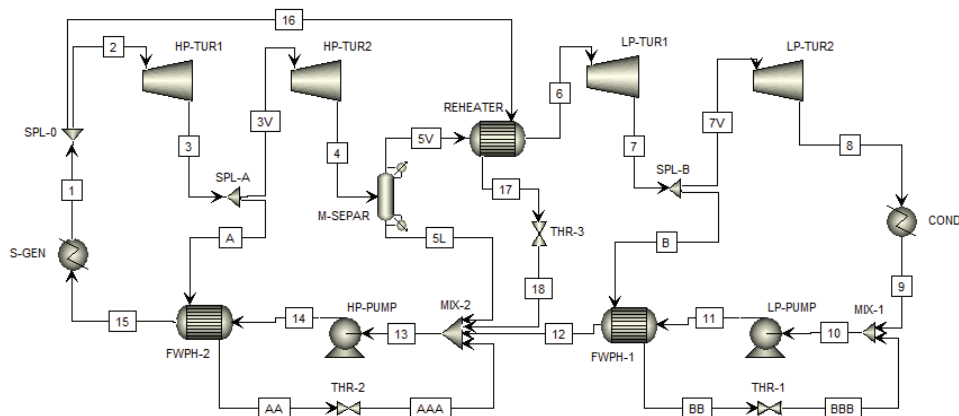 16
2
HP-TUR1
HP-TUR2
LP-TUR1
LP-TUR2
6
REHEATER
SPL-0
3V
5V
7V
3
4
7
8
1
SPL-A
17
SPL-B
M-SEPAR
A
5L
THR-3
B
COND
S-GEN
18
9
15
14
HP-PUMP
MIX-2
13
12
11
LP-PUMP
MIX-1
10
FWPH-2
FWPH-1
THR-2
THR-1
AA
AAA
BB
BBB